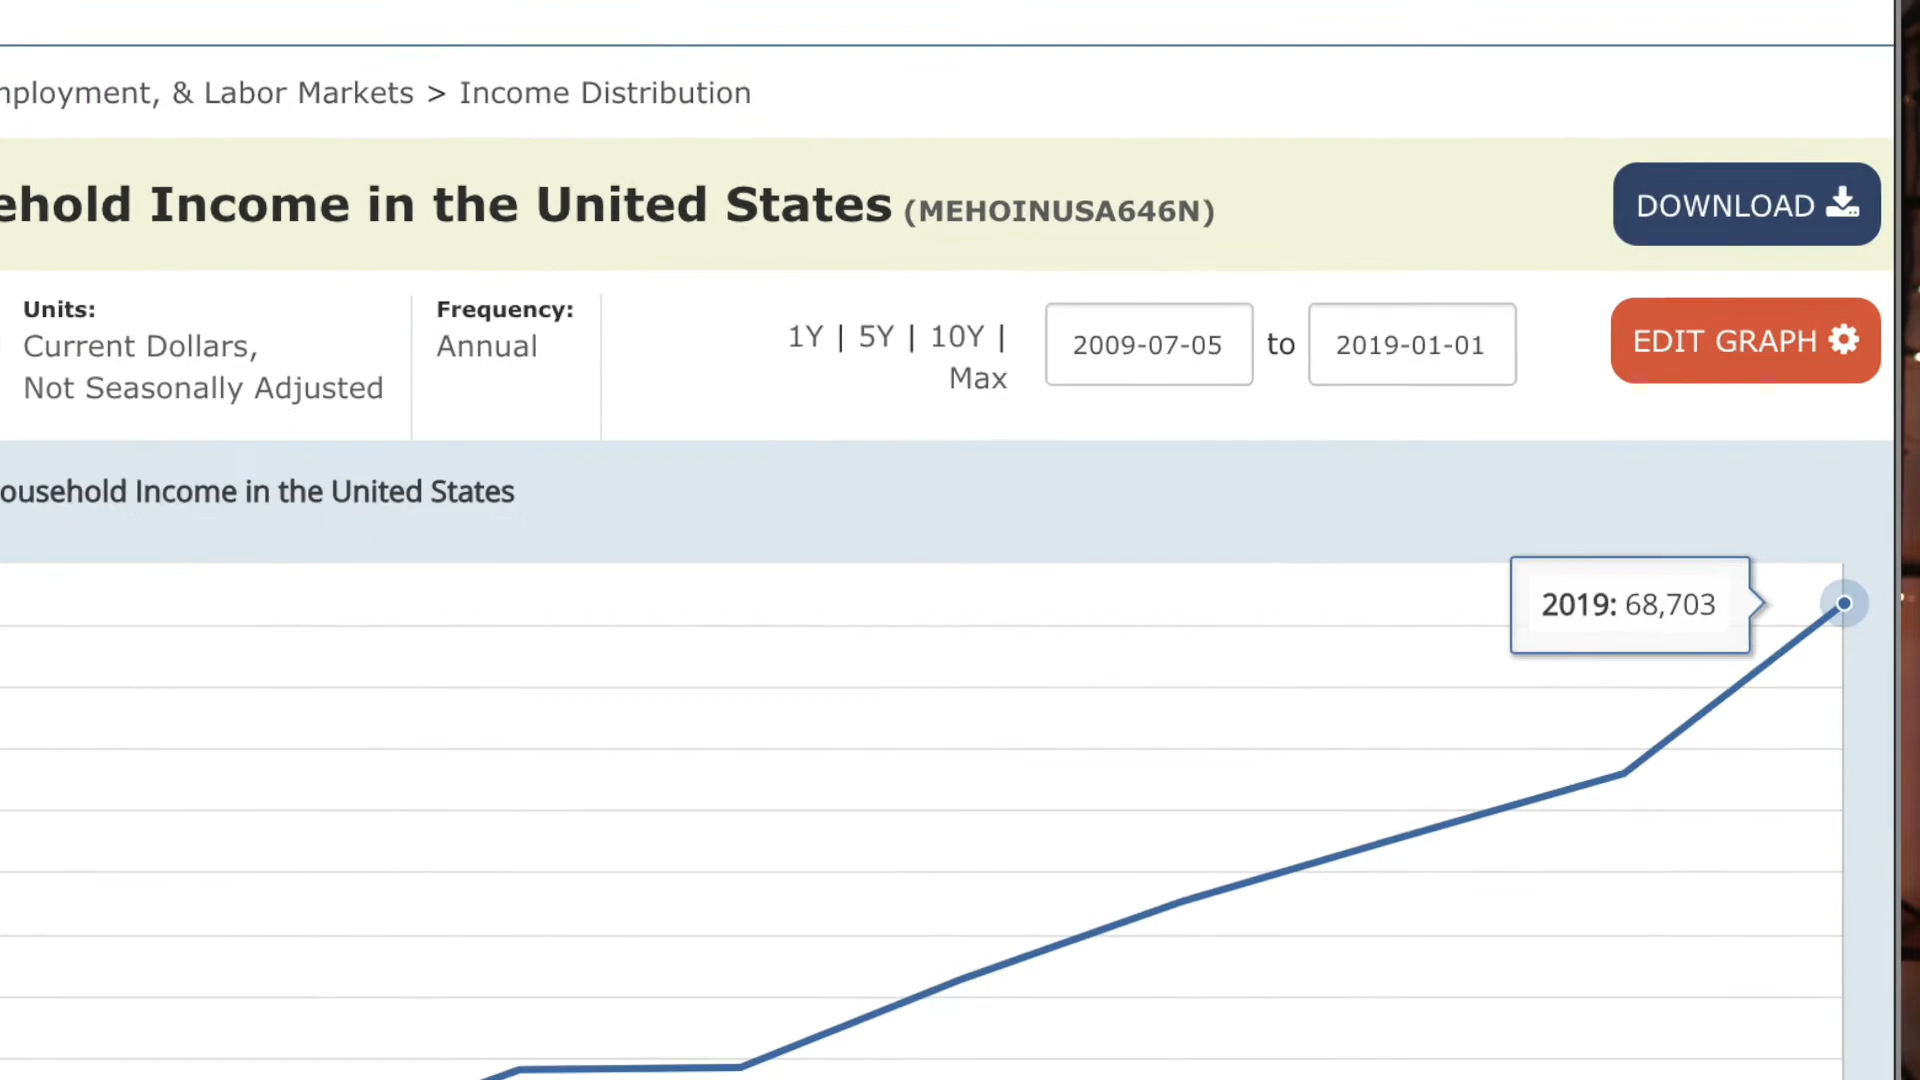 mployment, & Labor Markets > Income Distribution
ehold Income in the United States (MEHOINUSA646N)
DOWNLOAD
Units:
Current Dollars,
Not Seasonally Adjusted
Frequency:
Annual
1Y | 5Y | 10Y |
Max
2009-07-05 to 2019-01-01
EDIT GRAPH
ousehold Income in the United States
2019: 68,703